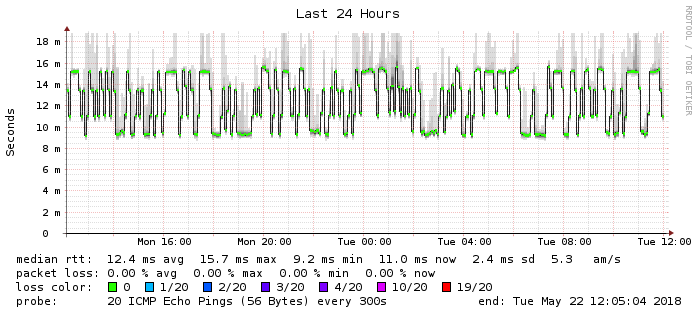 Last 24 Hours
RRDTOOL / TOBI OETIKER
Seconds
18 m
16 m
14 m
12 m
10 m
8 m
6 m
4 m
2 m
0
Mon 16:00 Mon 20:00 Tue 00:00 Tue 04:00 Tue 08:00 Tue 12:00
median rtt: 12.4 ms avg 15.7 ms max 9.2 ms min 11.0 ms now 2.4 ms sd 5.3 am/s
packet loss: 0.00 % avg 0.00 % max 0.00 % min 0.00 % now
loss color: 0 1/20 2/20 3/20 4/20 10/20 19/20
probe: 20 ICMP Echo Pings (56 Bytes) every 300s end: Tue May 22 12:05:04 2018